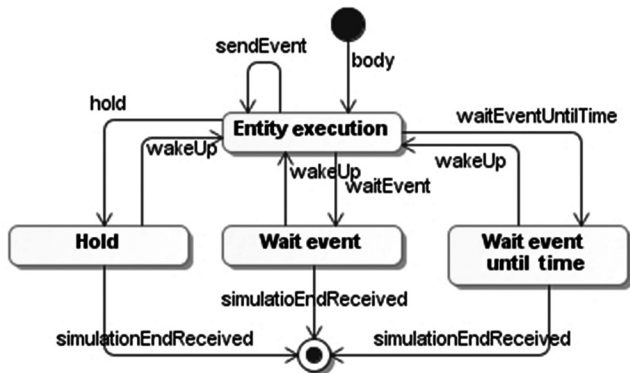 sendEvent
body
hold
Entity execution
waitEventUntilTime
wakeUp
wakeUp
wakeUp
waitEvent
Hold
Wait event
Wait event
until time
simulatioEndReceived
simulationEndReceived
simulationEndReceived